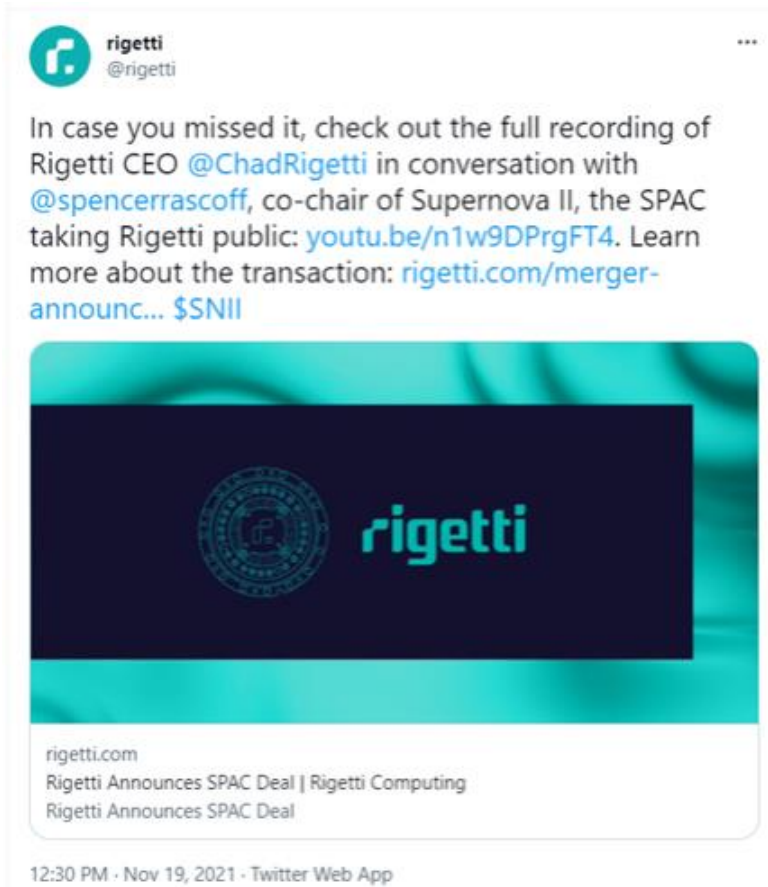 rigetti
@rigetti
In case you missed it, check out the full recording of
Rigetti CEO @ChadRigetti in conversation with
@spencerrascoff, co-chair of Supernova II, the SPAC
taking Rigetti public: youtu.be/n1w9DPrgFT4. Learn
more about the transaction: rigetti.com/merger-
announc... $SNII
rigetti
rigetti.com
Rigetti Announces SPAC Deal | Rigetti Computing
Rigetti Announces SPAC Deal
12:30 PM · Nov 19, 2021 · Twitter Web App